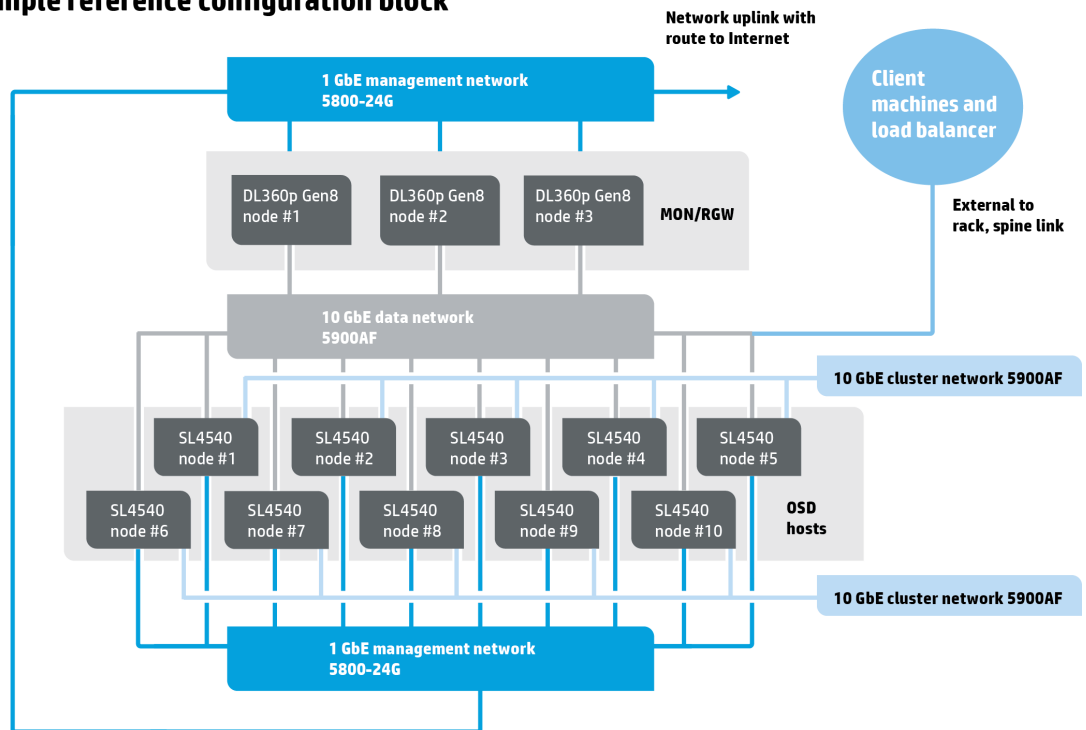 reference configuration block
Network uplink with
route to Internet
1 GbE management network
5800-24G
Client
machines and
load balancer
DL360p Gen8
node #1
DL360p Gen8
node #2
DL360p Gen8
node #3
MON/RGW
External to
rack, spine link
10 GbE data network
5900AF
10 GbE cluster network 5900AF
SL4540
node #1
SL4540
node #2
SL4540
node #3
SL4540
node #4
SL4540
node #5
SL4540
node #6
SL4540
node #7
SL4540
node #8
SL4540
node #9
SL4540
node #10
OSD
hosts
10 GbE cluster network 5900AF
1 GbE management network
5800-24G